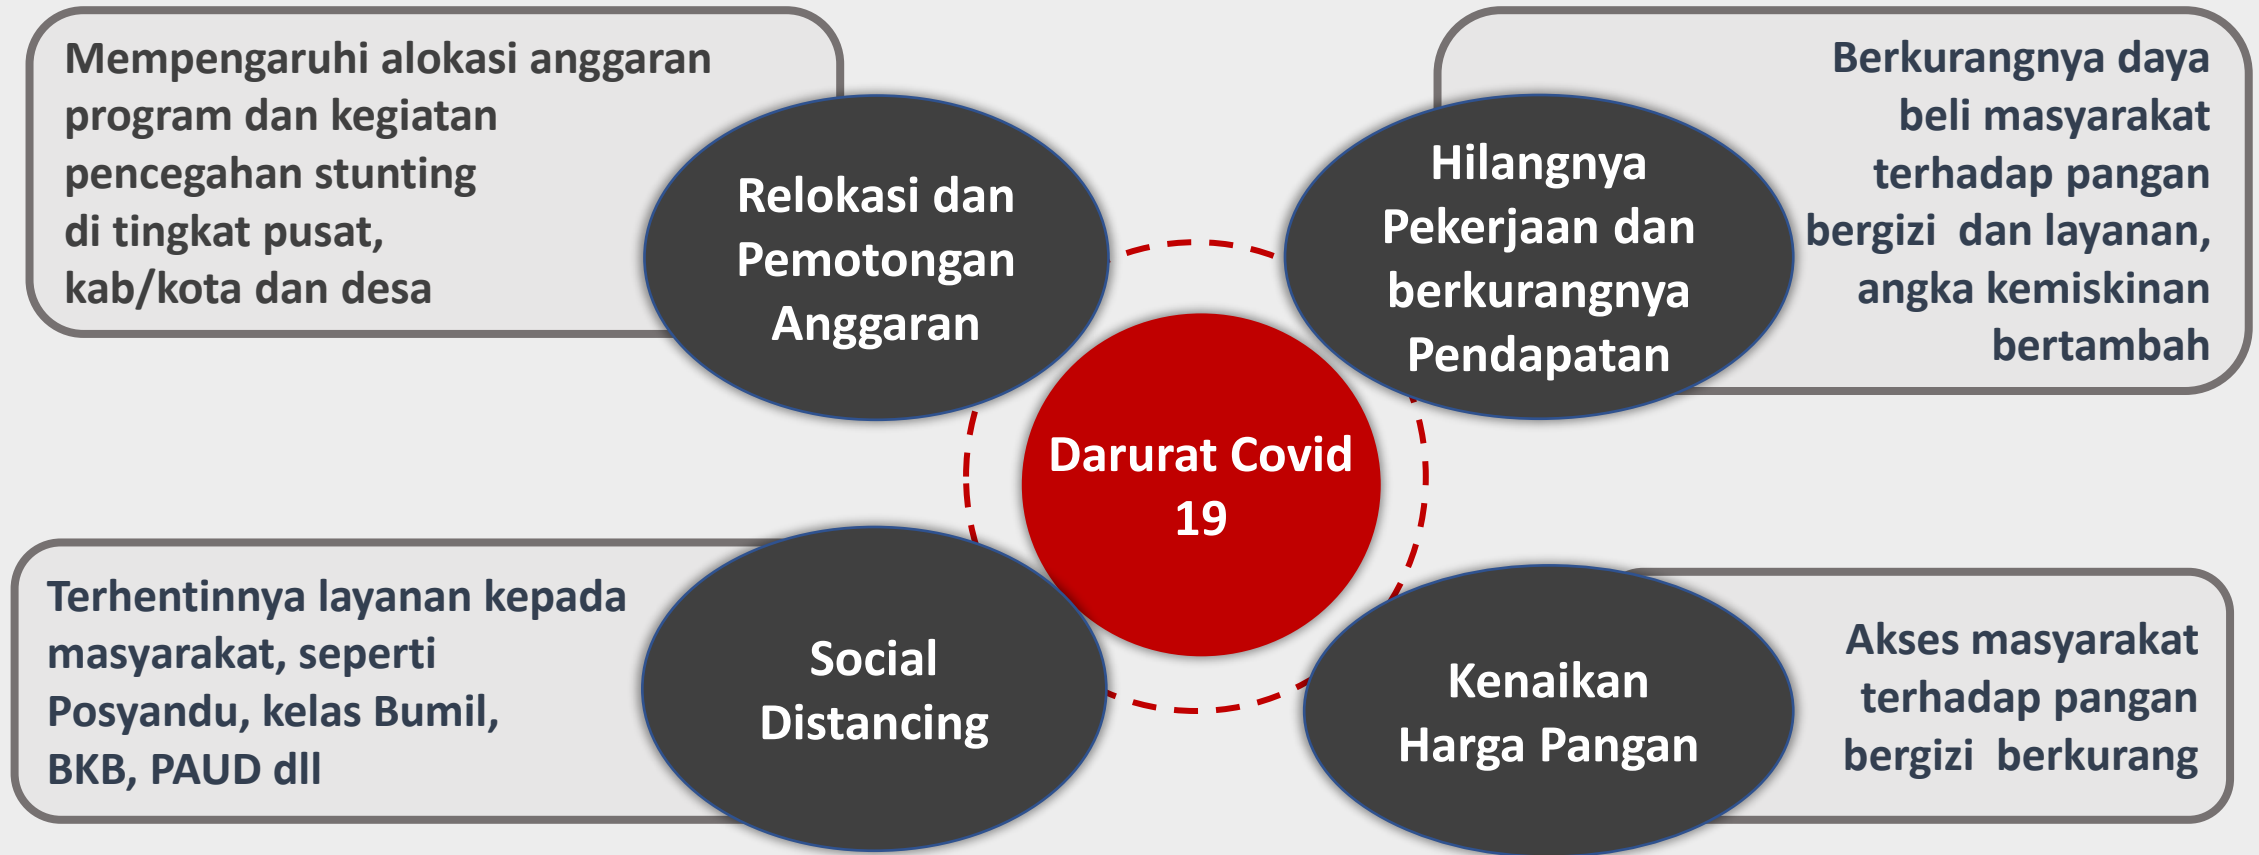 Mempengaruhi alokasi anggaran
program dan kegiatan
pencegahan stunting
di tingkat pusat,
kab/kota dan desa
Relokasi dan
Pemotongan
Anggaran
Hilangnya
Pekerjaan dan
berkurangnya
Pendapatan
Berkurangnya daya
beli masyarakat
terhadap pangan
bergizi dan layanan,
angka kemiskinan
bertambah
Darurat Covid
19
Terhentinnya layanan kepada
masyarakat, seperti
Posyandu, kelas Bumil,
BKB, PAUD dll
Social
Distancing
Kenaikan
Harga Pangan
Akses masyarakat
terhadap pangan
bergizi berkurang